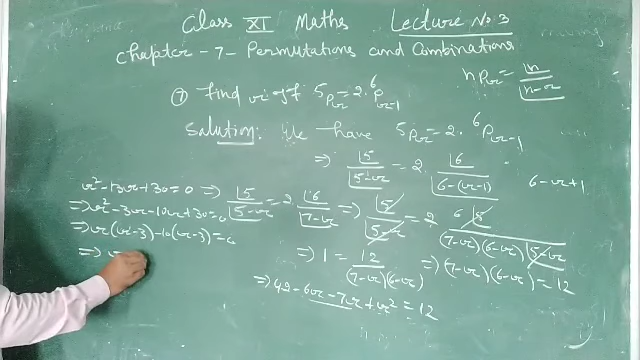 Class XI Maths Lecture No. 3
Chapter - 7 - Permutations and Combinations
nPr = |n / |n-r
⑦ Find r if 5Pr = 2. 6Pr-1
Solution: We have 5Pr = 2. 6Pr-1
⇒ |5 / |5-r = 2. |6 / |6-(r-1) 6-r+1
⇒ |5 / |5-r = 2. |6 / |7-r ⇒ |5 / |5-r = 2 6 |5 / (7-r)(6-r) |5-r
⇒ 1 = 12 / (7-r)(6-r) ⇒ (7-r)(6-r) = 12
⇒ 42 - 6r - 7r + r² = 12
r² - 13r + 30 = 0
⇒ r² - 3r - 10r + 30 = 0
⇒ r(r-3) - 10(r-3) = 0
⇒ r